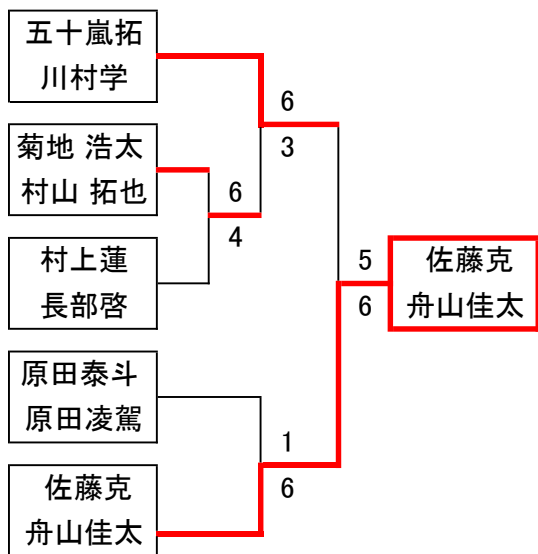 五十嵐拓
川村学
菊地 浩太
村山 拓也
村上蓮
長部啓
原田泰斗
原田凌駕
佐藤克
舟山佳太
6
3
6
4
1
6
5
6
佐藤克
舟山佳太